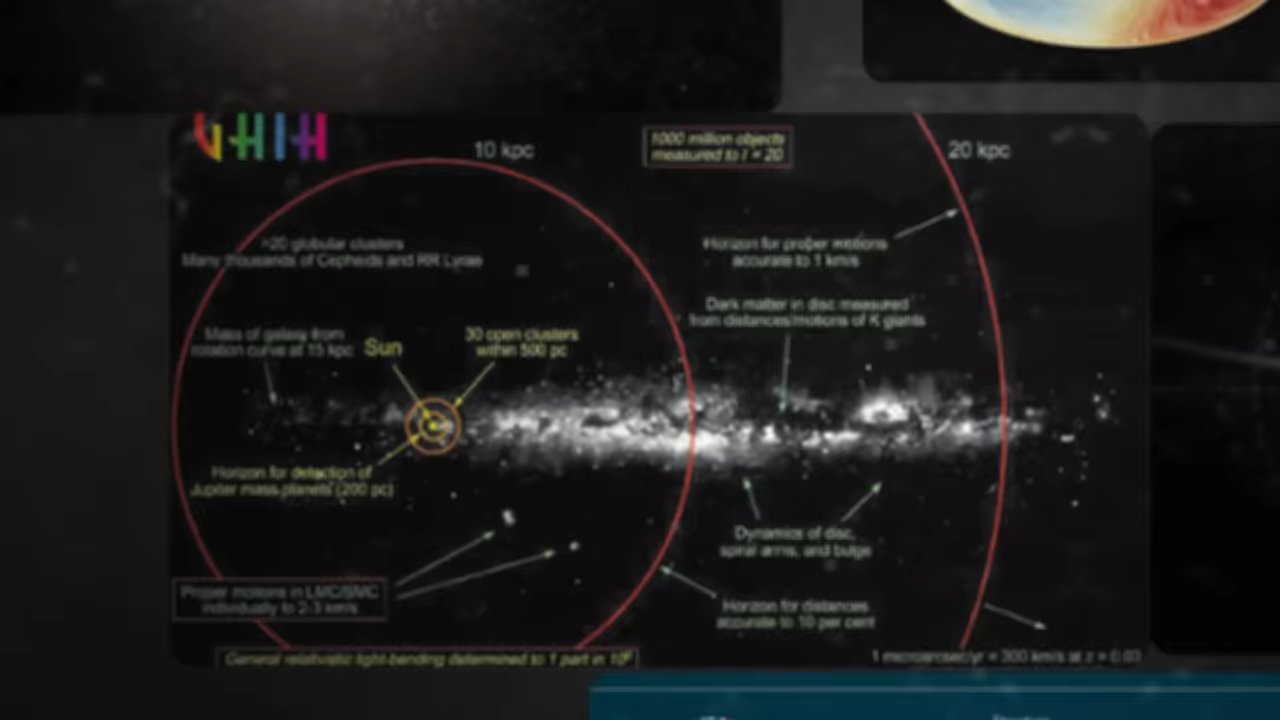 10 kpc
1000 million objects
measured to I = 20
20 kpc
>20 globular clusters
Many thousands of Cepheids and RR Lyrae
Horizon for proper motions
accurate to 1 km/s
Dark matter in disc measured
from distances/motions of K giants
Mass of galaxy from
rotation curve at 15 kpc
Sun
30 open clusters
within 500 pc
Horizon for detection of
Jupiter mass planets (200 pc)
Dynamics of disc,
spiral arms, and bulge
Proper motions in LMC/SMC
individually to 2-3 km/s
Horizon for distances
accurate to 10 per cent
General relativistic light-bending determined to 1 part in 10⁶
1 microarcsec/yr = 300 km/s at z = 0.03